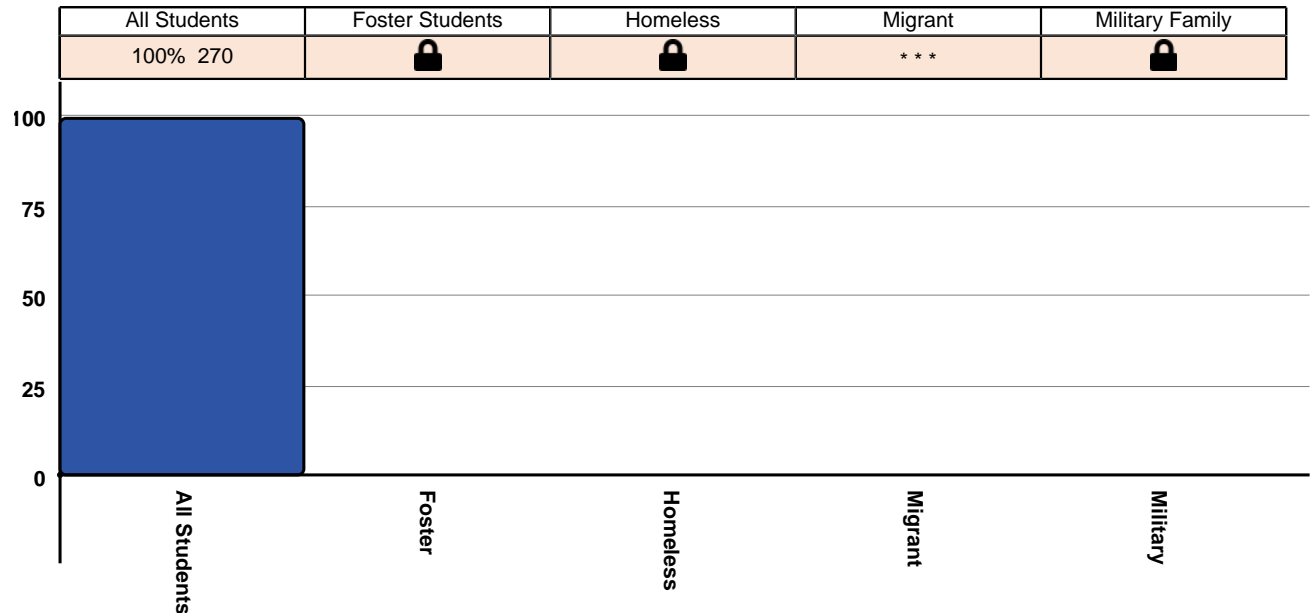 All Students Foster Students Homeless Migrant Military Family
100% 270 * * *
100
75
50
25
0
All Students
Foster
Homeless
Migrant
Military